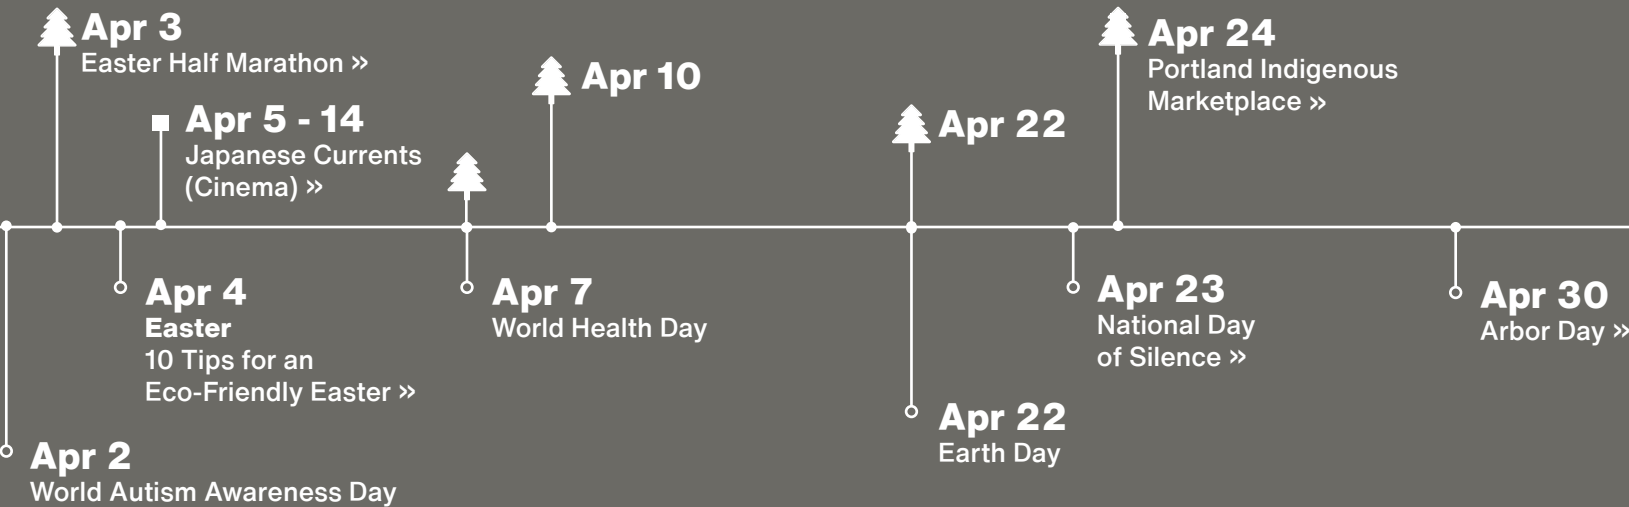 Apr 3
Easter Half Marathon »
Apr 5 - 14
Japanese Currents
(Cinema) »
Apr 10
Apr 22
Apr 24
Portland Indigenous
Marketplace »
Apr 2
World Autism Awareness Day
Apr 4
Easter
10 Tips for an
Eco-Friendly Easter »
Apr 7
World Health Day
Apr 22
Earth Day
Apr 23
National Day
of Silence »
Apr 30
Arbor Day »